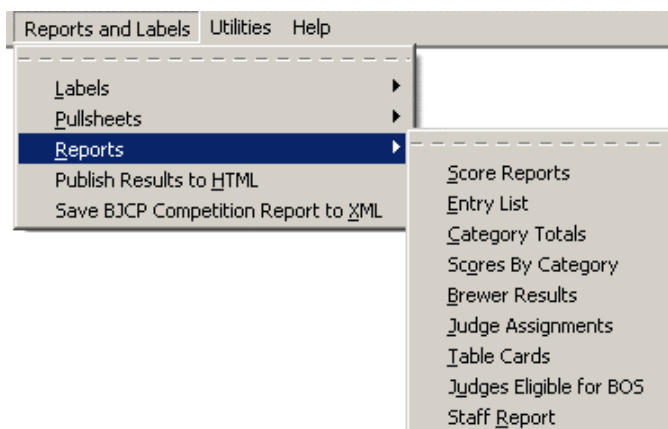 Reports and Labels Utilities Help
Labels
Pullsheets
Reports
Publish Results to HTML
Save BJCP Competition Report to XML
Score Reports
Entry List
Category Totals
Scores By Category
Brewer Results
Judge Assignments
Table Cards
Judges Eligible for BOS
Staff Report